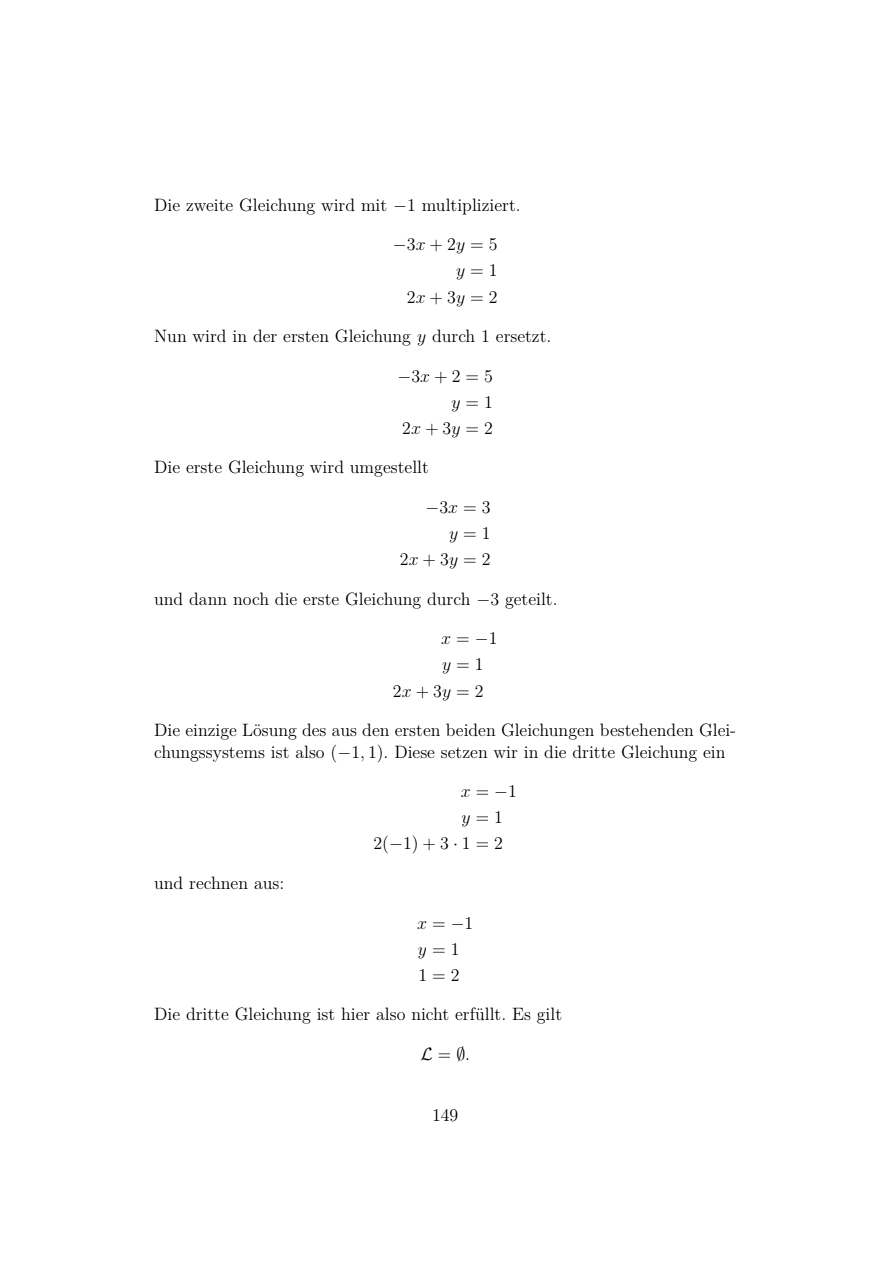 Die zweite Gleichung wird mit −1 multipliziert.
−3x + 2y = 5
y = 1
2x + 3y = 2
Nun wird in der ersten Gleichung y durch 1 ersetzt.
−3x + 2 = 5
y = 1
2x + 3y = 2
Die erste Gleichung wird umgestellt
−3x = 3
y = 1
2x + 3y = 2
und dann noch die erste Gleichung durch −3 geteilt.
x = −1
y = 1
2x + 3y = 2
Die einzige Lösung des aus den ersten beiden Gleichungen bestehenden Glei-
chungssystems ist also (−1, 1). Diese setzen wir in die dritte Gleichung ein
x = −1
y = 1
2(−1) + 3 · 1 = 2
und rechnen aus:
x = −1
y = 1
1 = 2
Die dritte Gleichung ist hier also nicht erfüllt. Es gilt
ℒ = ∅.
149